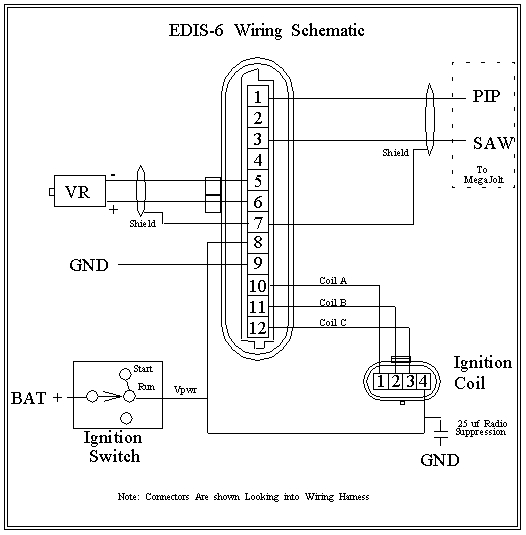 EDIS-6 Wiring Schematic
1
2
3
4
5
6
7
8
9
10
11
12
PIP
SAW
To
MegaJolt
Shield
VR
-
+
Shield
GND
Coil A
Coil B
Coil C
1 2 3 4
Ignition
Coil
BAT +
Start
Run
Vpwr
Ignition
Switch
25 uf Radio
Suppression
GND
Note: Connectors Are shown Looking into Wiring Harness